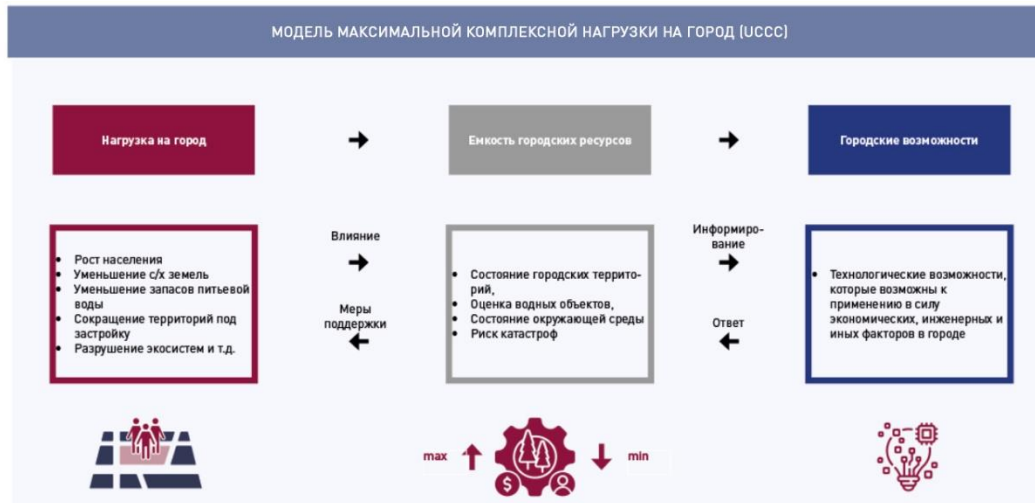 МОДЕЛЬ МАКСИМАЛЬНОЙ КОМПЛЕКСНОЙ НАГРУЗКИ НА ГОРОД (UCCC)
Нагрузка на город
Емкость городских ресурсов
Городские возможности
• Рост населения
• Уменьшение с/х земель
• Уменьшение запасов питьевой
воды
• Сокращение территорий под
застройку
• Разрушение экосистем и т.д.
Влияние
Меры
поддержки
• Состояние городских террито-
рий,
• Оценка водных объектов,
• Состояние окружающей среды
• Риск катастроф
Информиро-
вание
Ответ
• Технологические возможности,
которые возможны к
применению в силу
экономических, инженерных и
иных факторов в городе
max
$
min